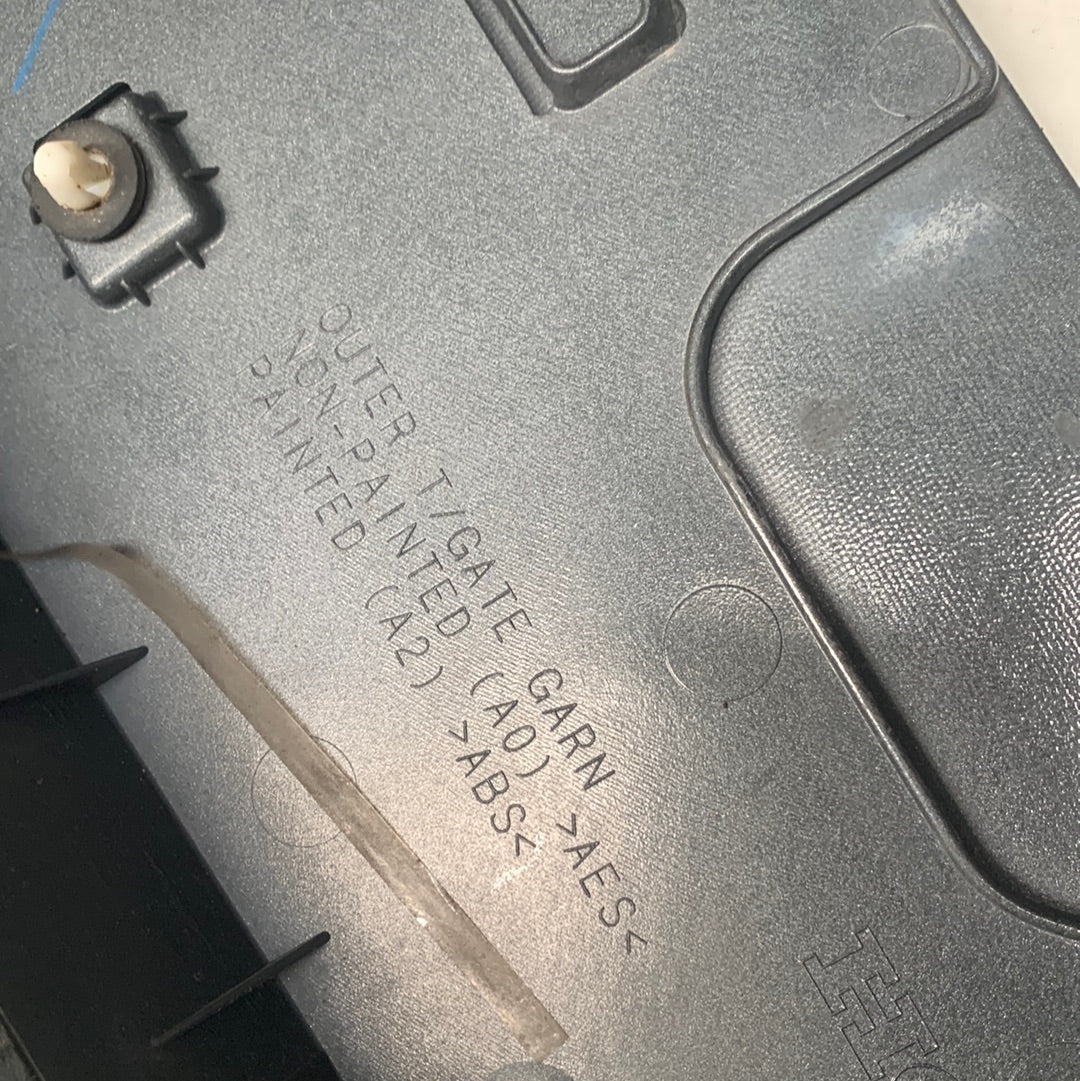 OUTER T/GATE GARN
NON-PAINTED (A0) >AES<
PAINTED (A2) >ABS<